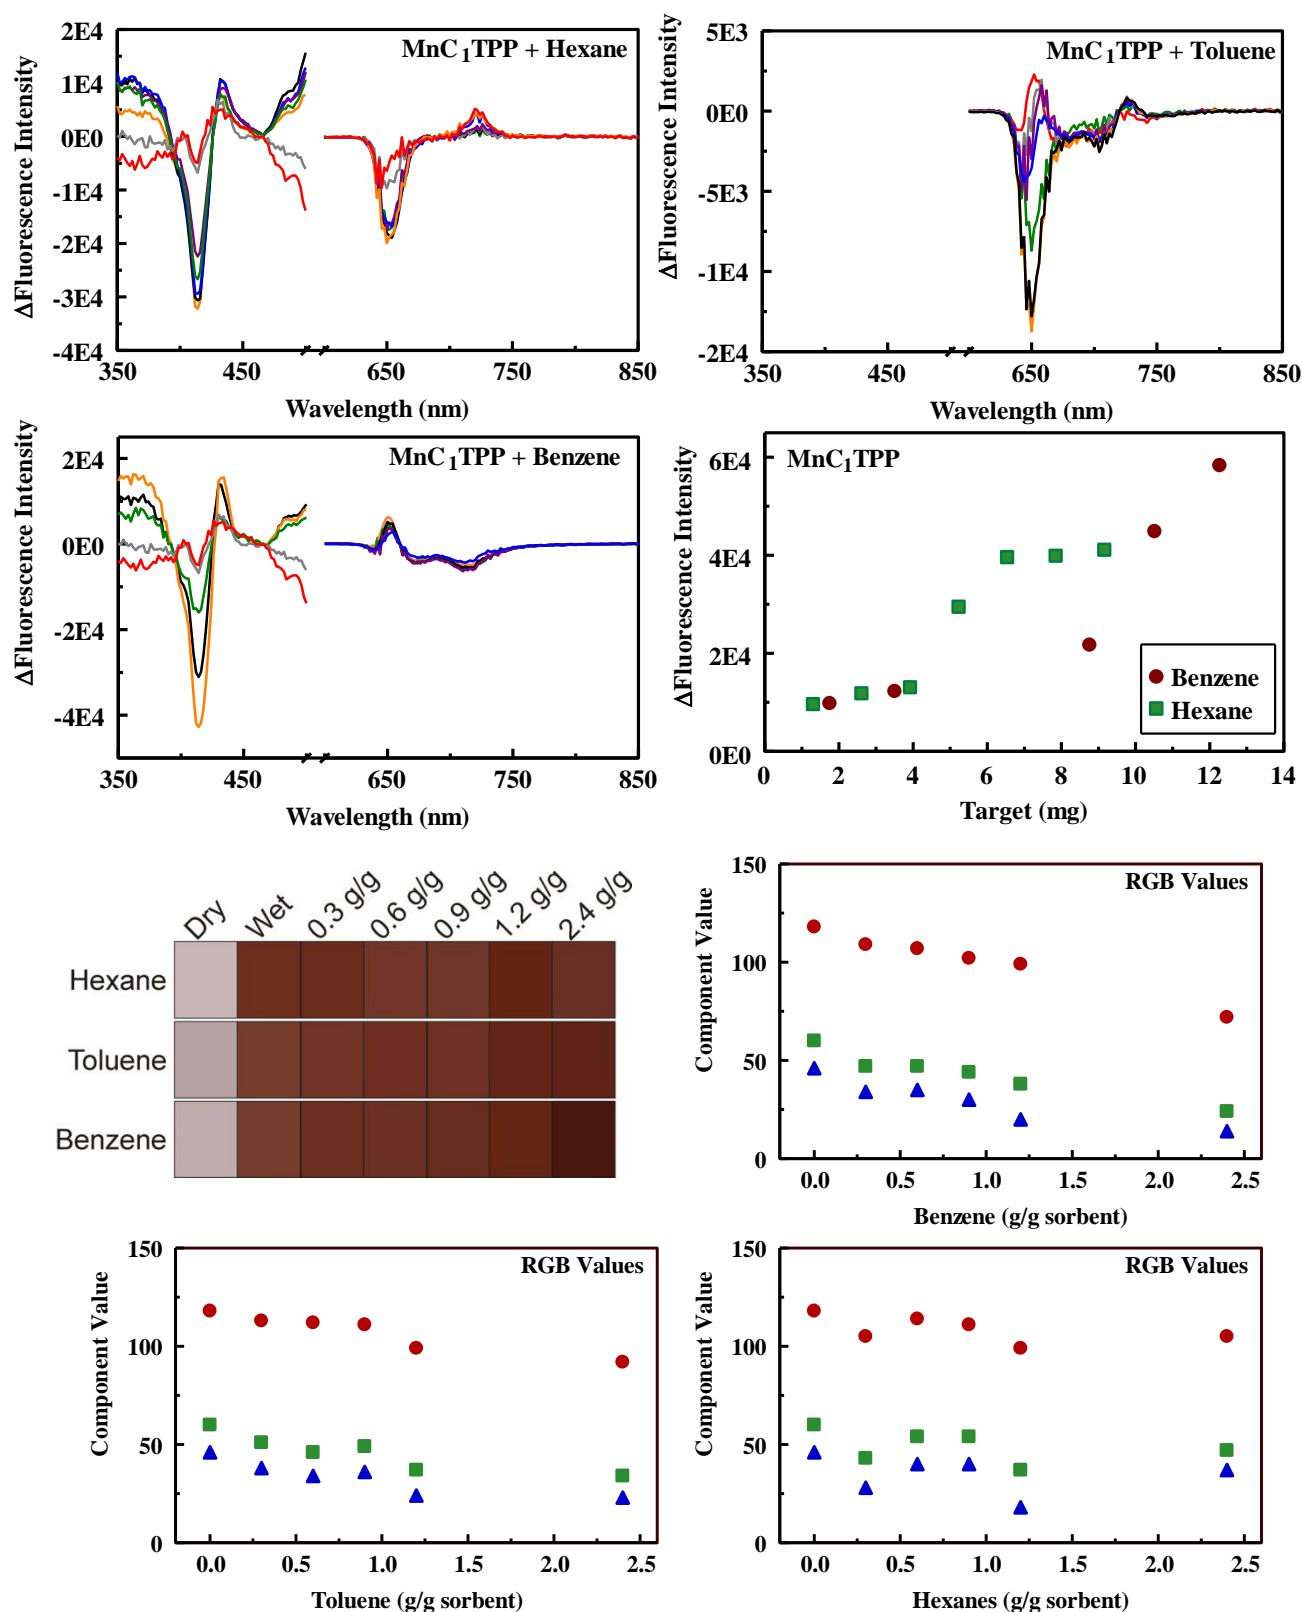 MnC1TPP + Hexane
ΔFluorescence Intensity
2E4
1E4
0E0
-1E4
-2E4
-3E4
-4E4
350 450 650 750 850
Wavelength (nm)
MnC1TPP + Toluene
ΔFluorescence Intensity
5E3
0E0
-5E3
-1E4
-2E4
350 450 650 750 850
Wavelength (nm)
MnC1TPP + Benzene
ΔFluorescence Intensity
2E4
0E0
-2E4
-4E4
350 450 650 750 850
Wavelength (nm)
MnC1TPP
ΔFluorescence Intensity
6E4
4E4
2E4
0E0
Benzene
Hexane
0 2 4 6 8 10 12 14
Target (mg)
Dry Wet 0.3 g/g 0.6 g/g 0.9 g/g 1.2 g/g 2.4 g/g
Hexane
Toluene
Benzene
RGB Values
Component Value
150
100
50
0
0.0 0.5 1.0 1.5 2.0 2.5
Benzene (g/g sorbent)
RGB Values
Component Value
150
100
50
0
0.0 0.5 1.0 1.5 2.0 2.5
Toluene (g/g sorbent)
RGB Values
Component Value
150
100
50
0
0.0 0.5 1.0 1.5 2.0 2.5
Hexanes (g/g sorbent)